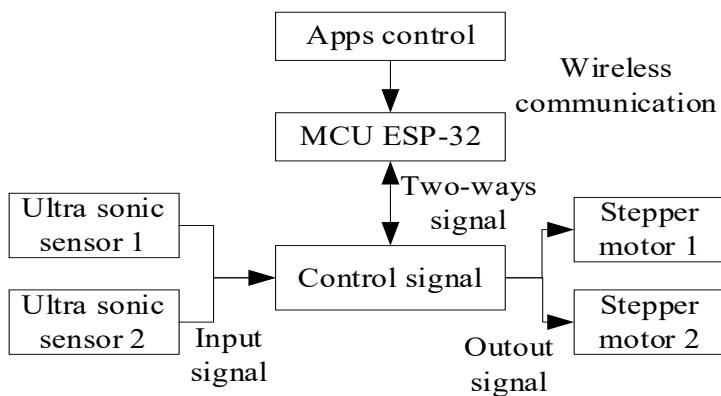 Apps control
Wireless
communication
MCU ESP-32
Two-ways
signal
Ultra sonic
sensor 1
Stepper
motor 1
Control signal
Ultra sonic
sensor 2
Stepper
motor 2
Input
signal
Outout
signal